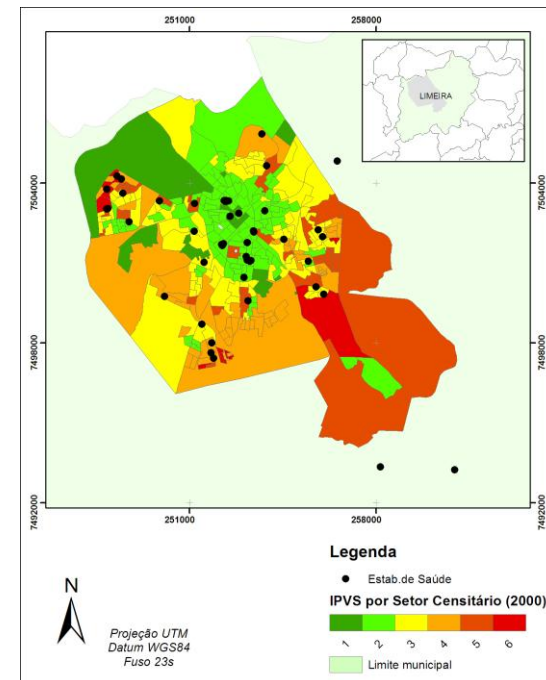 251000
258000
LIMEIRA
7504000
7504000
7498000
7498000
7492000
7492000
251000
258000
Legenda
Estab.de Saúde
IPVS por Setor Censitário (2000)
1 2 3 4 5 6
Limite municipal
N
Projeção UTM
Datum WGS84
Fuso 23s